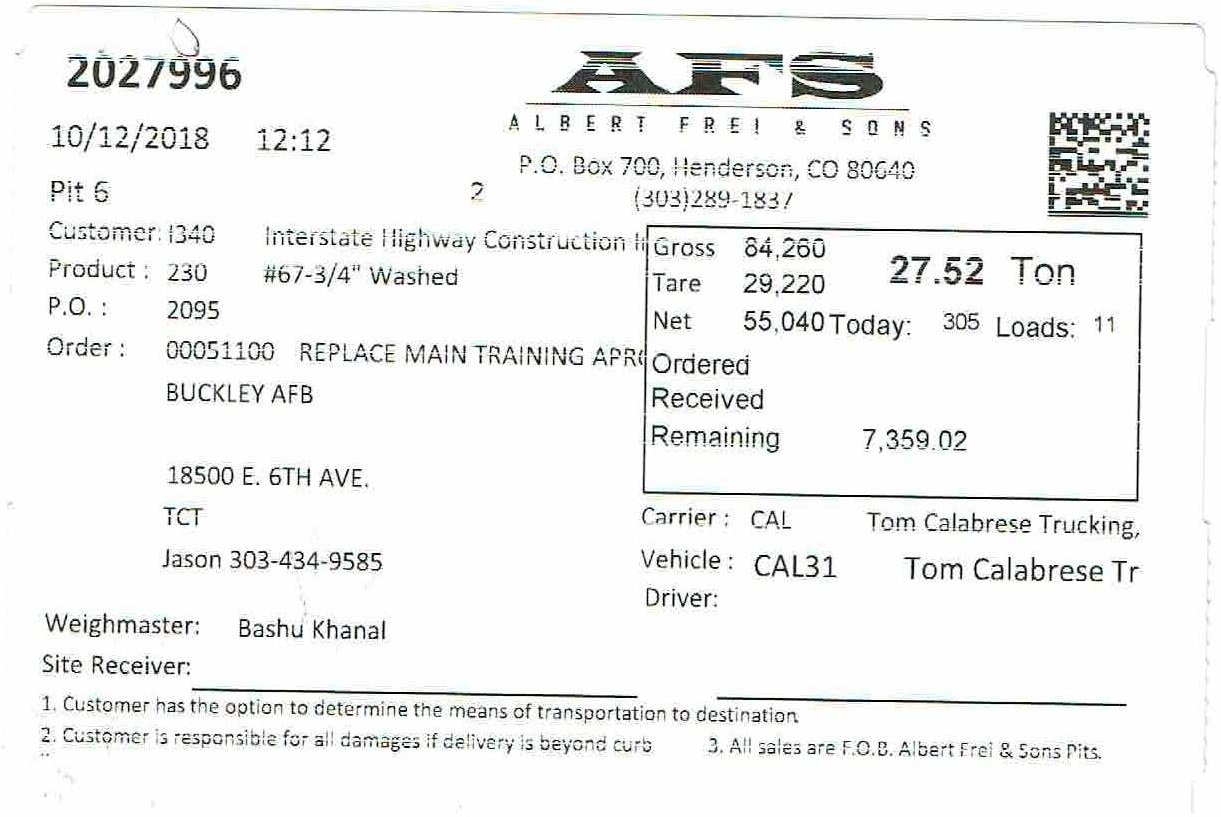 2027996
AFS
ALBERT FREI & SONS
10/12/2018 12:12
P.O. Box 700, Henderson, CO 80640
(303)289-1837
Pit 6 2
Customer: I340 Interstate Highway Construction I
Product : 230 #67-3/4" Washed
P.O. : 2095
Order : 00051100 REPLACE MAIN TRAINING APR
BUCKLEY AFB
18500 E. 6TH AVE.
TCT
Jason 303-434-9585
Gross 84,260 27.52 Ton
Tare 29,220
Net 55,040 Today: 305 Loads: 11
Ordered
Received
Remaining 7,359.02
Carrier : CAL Tom Calabrese Trucking,
Vehicle : CAL31 Tom Calabrese Tr
Driver:
Weighmaster: Bashu Khanal
Site Receiver:
1. Customer has the option to determine the means of transportation to destination
2. Customer is responsible for all damages if delivery is beyond curb
3. All sales are F.O.B. Albert Frei & Sons Pits.